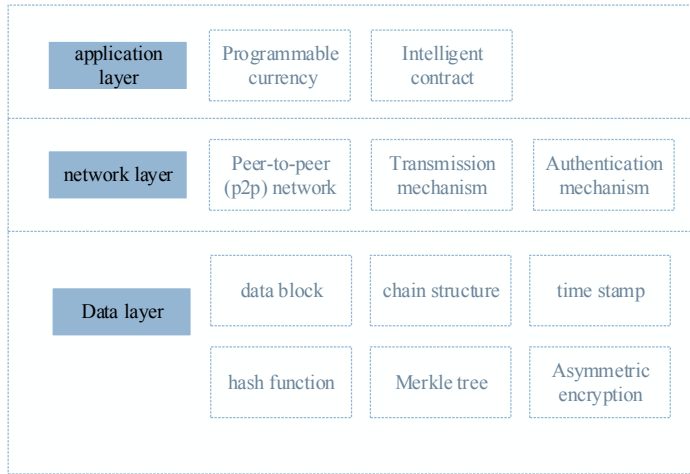 application
layer
Programmable
currency
Intelligent
contract
network layer
Peer-to-peer
(p2p) network
Transmission
mechanism
Authentication
mechanism
Data layer
data block
chain structure
time stamp
hash function
Merkle tree
Asymmetric
encryption